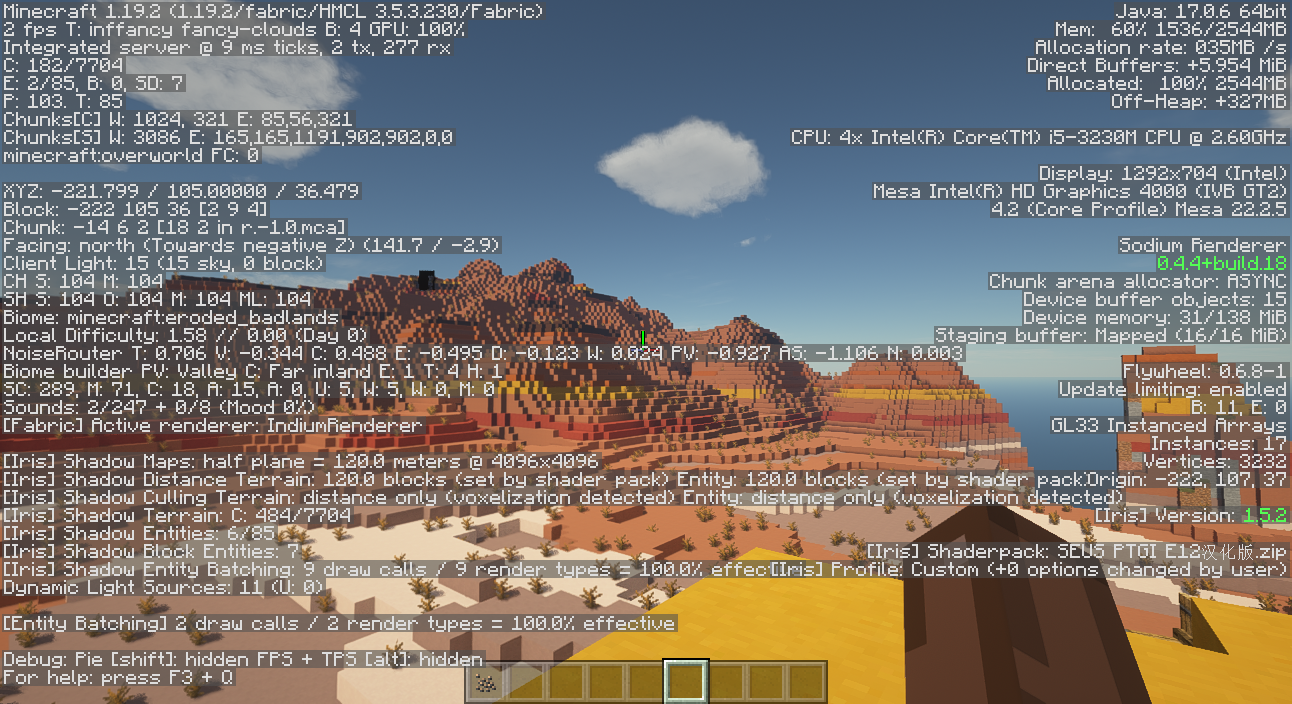 Minecraft 1.19.2 (1.19.2/fabric/HMCL 3.5.3.230/Fabric)
2 fps T: inffancy fancy-clouds B: 4 GPU: 100%
Integrated server @ 9 ms ticks, 2 tx, 277 rx
C: 182/7704
E: 2/85, B: 0, SD: 7
P: 103. T: 85
Chunks[C] W: 1024, 321 E: 85,56,321
Chunks[S] W: 3086 E: 165,165,1191,902,902,0,0
minecraft:overworld FC: 0
XYZ: -221.799 / 105.00000 / 36.479
Block: -222 105 36 [2 9 4]
Chunk: -14 6 2 [18 2 in r.-1.0.mca]
Facing: north (Towards negative Z) (141.7 / -2.9)
Client Light: 15 (15 sky, 0 block)
CH S: 104 M: 104
SH S: 104 O: 104 M: 104 ML: 104
Biome: minecraft:eroded_badlands
Local Difficulty: 1.58 // 0.00 (Day 0)
NoiseRouter T: 0.706 V: -0.344 C: 0.488 E: -0.495 D: -0.123 W: 0.024 PV: -0.927 AS: -1.106 N: 0.003
Biome builder PV: Valley C: Far inland E: 1 T: 4 H: 1
SC: 289, M: 71, C: 18, A: 15, A: 0, U: 5, W: 5, W: 0, M: 0
Sounds: 2/247 + 0/8 (Mood 0%)
[Fabric] Active renderer: IndiumRenderer
[Iris] Shadow Maps: half plane = 120.0 meters @ 4096x4096
[Iris] Shadow Distance Terrain: 120.0 blocks (set by shader pack) Entity: 120.0 blocks (set by shader pack
[Iris] Shadow Culling Terrain: distance only (voxelization detected) Entity: distance only (voxelization detected)
[Iris] Shadow Terrain: C: 484/7704
[Iris] Shadow Entities: 6/85
[Iris] Shadow Block Entities: 7
[Iris] Shadow Entity Batching: 9 draw calls / 9 render types = 100.0% effec
Dynamic Light Sources: 11 (U: 0)
[Entity Batching] 2 draw calls / 2 render types = 100.0% effective
Debug: Pie [shift]: hidden FPS + TPS [alt]: hidden
For help: press F3 + Q
Java: 17.0.6 64bit
Mem: 60% 1536/2544MB
Allocation rate: 035MB /s
Direct Buffers: +5.954 MiB
Allocated: 100% 2544MB
Off-Heap: +327MB
CPU: 4x Intel(R) Core(TM) i5-3230M CPU @ 2.60GHz
Display: 1292x704 (Intel)
Mesa Intel(R) HD Graphics 4000 (IVB GT2)
4.2 (Core Profile) Mesa 22.2.5
Sodium Renderer
0.4.4+build.18
Chunk arena allocator: ASYNC
Device buffer objects: 15
Device memory: 31/138 MiB
Staging buffer: Mapped (16/16 MiB)
Flywheel: 0.6.8-1
Update limiting: enabled
B: 11, E: 0
GL33 Instanced Arrays
Instances: 17
Vertices: 3232
Origin: -222, 107, 37
[Iris] Version: 1.5.2
[Iris] Shaderpack: SEUS PTGI E12汉化版.zip
[Iris] Profile: Custom (+0 options changed by user)